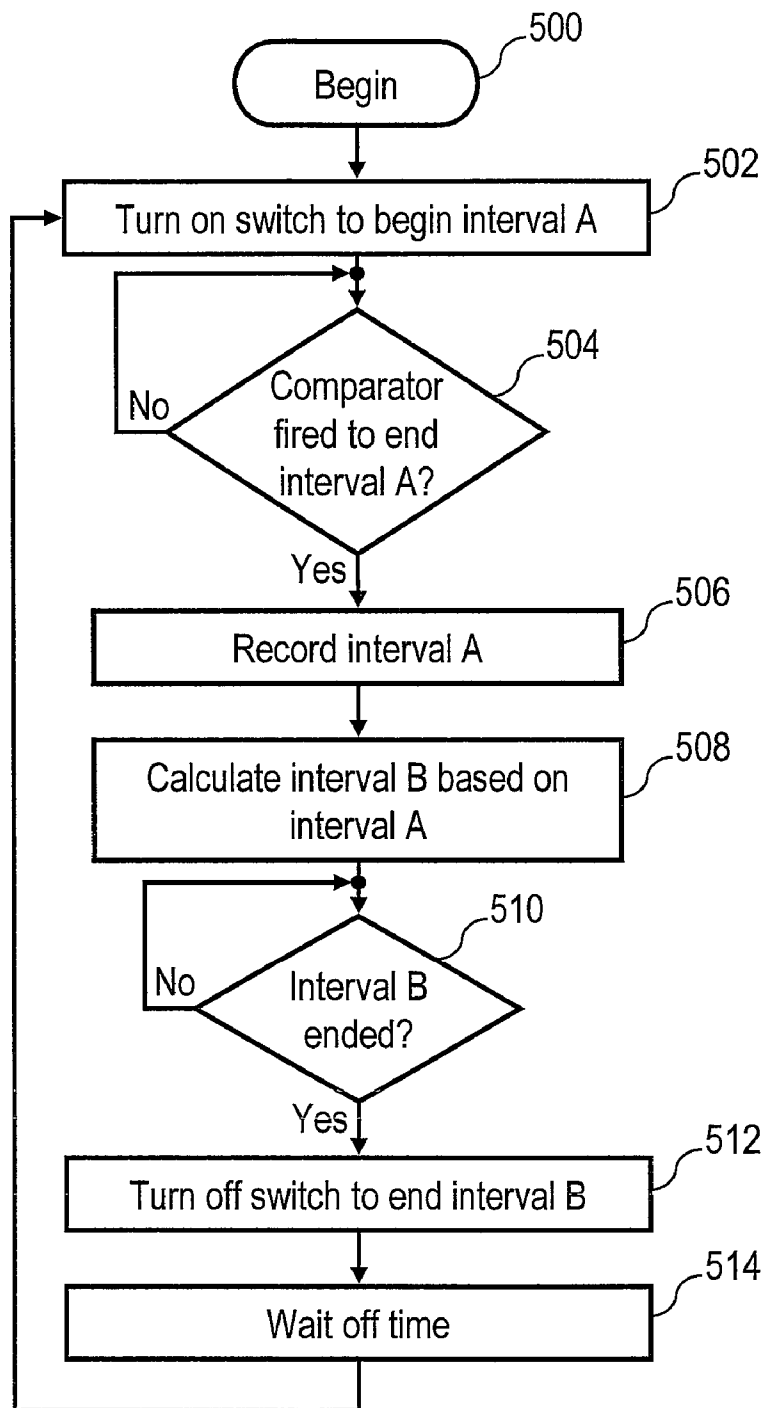 500
Begin
502
Turn on switch to begin interval A
504
Comparator
fired to end
interval A?
No
Yes
506
Record interval A
508
Calculate interval B based on
interval A
510
Interval B
ended?
No
Yes
512
Turn off switch to end interval B
514
Wait off time